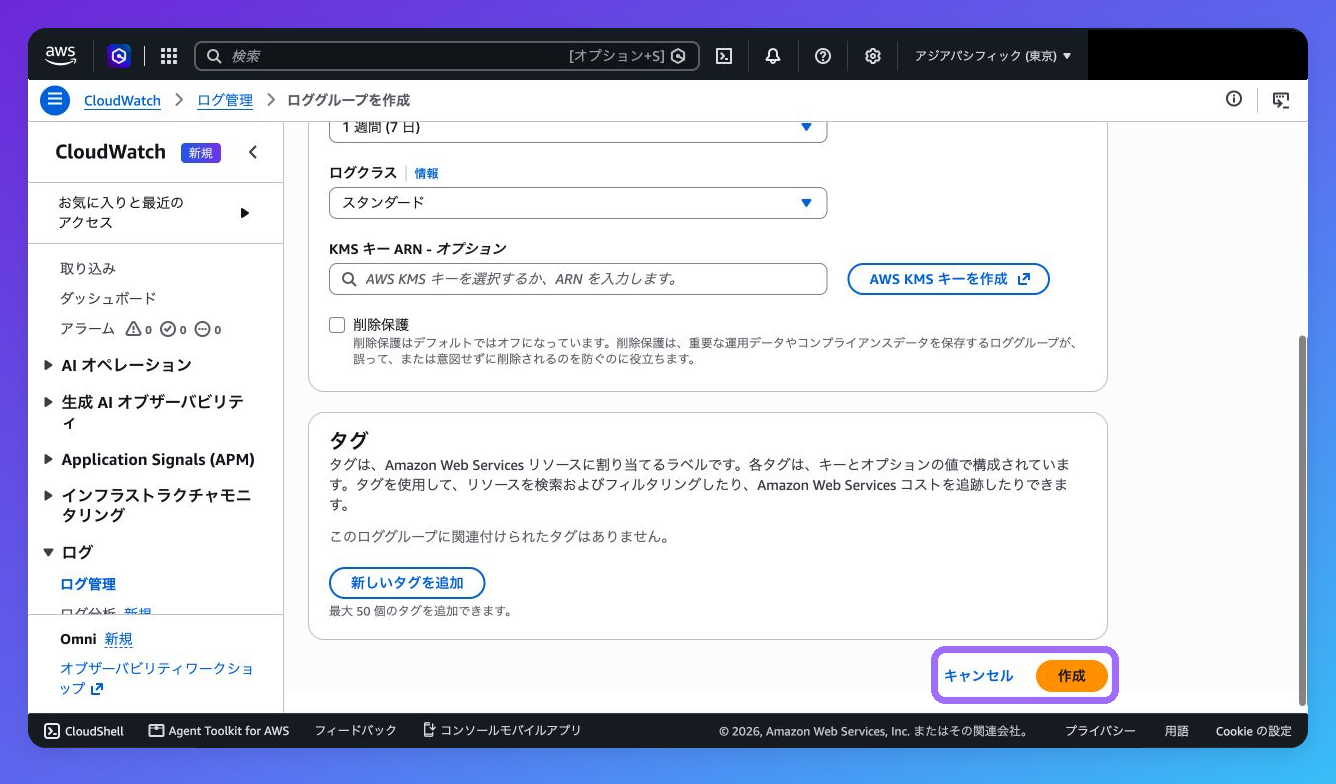 aws
検索 [オプション+S]
アジアパシフィック (東京)
CloudWatch
ログ管理
ロググループを作成
CloudWatch 新規
お気に入りと最近の
アクセス
取り込み
ダッシュボード
アラーム 0 0 0
AI オペレーション
生成 AI オブザーバビリテ
ィ
Application Signals (APM)
インフラストラクチャモニ
タリング
ログ
ログ管理
ログ分析 新規
Omni 新規
オブザーバビリティワークショ
ップ
1 週間 (7 日)
ログクラス 情報
スタンダード
KMS キー ARN - オプション
AWS KMS キーを選択するか、ARN を入力します。
AWS KMS キーを作成
削除保護
削除保護はデフォルトではオフになっています。削除保護は、重要な運用データやコンプライアンスデータを保存するロググループが、
誤って、または意図せずに削除されるのを防ぐのに役立ちます。
タグ
タグは、Amazon Web Services リソースに割り当てるラベルです。各タグは、キーとオプションの値で構成されていま
す。タグを使用して、リソースを検索およびフィルタリングしたり、Amazon Web Services コストを追跡したりできま
す。
このロググループに関連付けられたタグはありません。
新しいタグを追加
最大 50 個のタグを追加できます。
キャンセル
作成
CloudShell
Agent Toolkit for AWS
フィードバック
コンソールモバイルアプリ
© 2026, Amazon Web Services, Inc. またはその関連会社。
プライバシー
用語
Cookie の設定